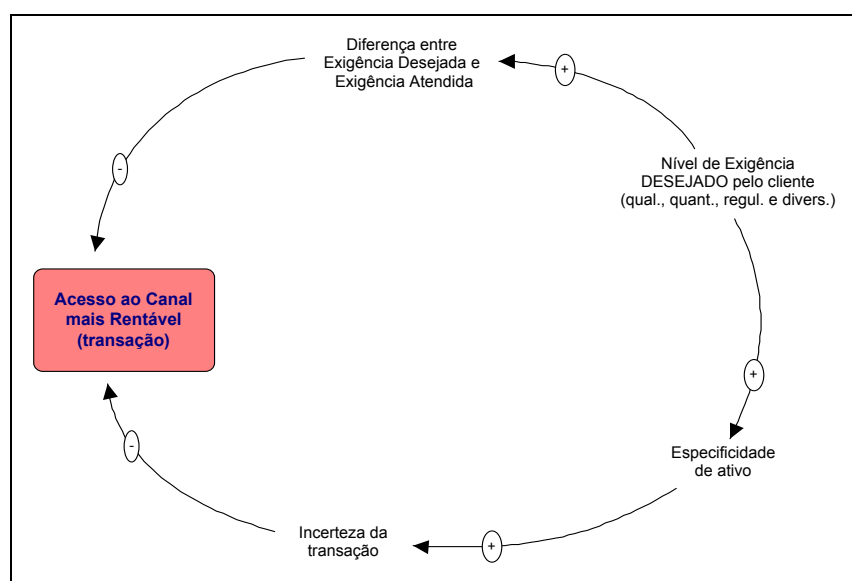 Diferença entre
Exigência Desejada e
Exigência Atendida
+
-
Nível de Exigência
DESEJADO pelo cliente
(qual., quant., regul. e divers.)
Acesso ao Canal
mais Rentável
(transação)
+
-
Especificidade
de ativo
Incerteza da
transação
+